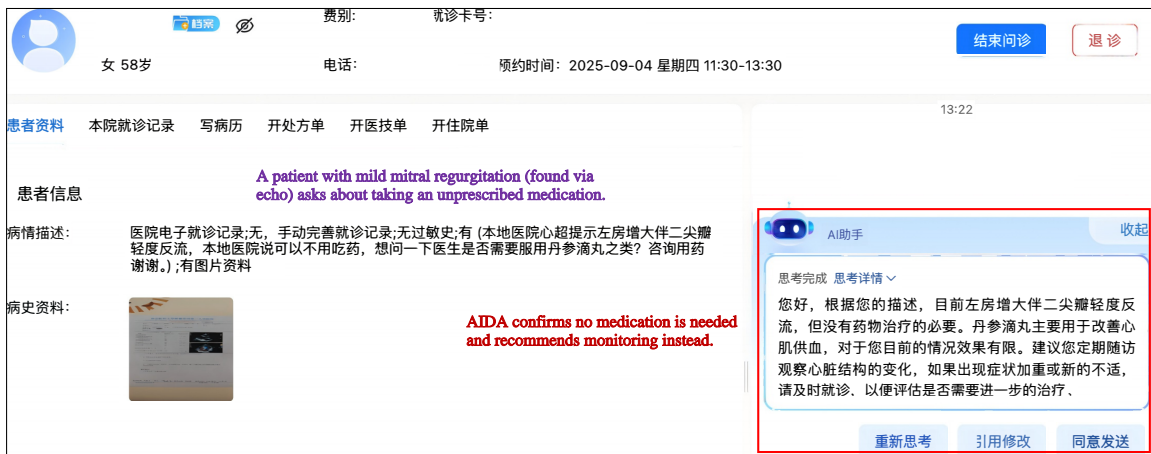 档案
费别: 就诊卡号:
结束问诊
退 诊
女 58岁
电话:
预约时间: 2025-09-04 星期四 11:30-13:30
患者资料 本院就诊记录 写病历 开处方单 开医技单 开住院单
13:22
A patient with mild mitral regurgitation (found via
echo) asks about taking an unprescribed medication.
患者信息
病情描述:
医院电子就诊记录;无，手动完善就诊记录;无过敏史;有 (本地医院心超提示左房增大伴二尖瓣
轻度反流，本地医院说可以不用吃药，想问一下医生是否需要服用丹参滴丸之类？咨询用药
谢谢。) ;有图片资料
病史资料:
AIDA confirms no medication is needed
and recommends monitoring instead.
AI助手
收起
思考完成 思考详情
您好，根据您的描述，目前左房增大伴二尖瓣轻度反
流，但没有药物治疗的必要。丹参滴丸主要用于改善心
肌供血，对于您目前的情况效果有限。建议您定期随访
观察心脏结构的变化，如果出现症状加重或新的不适，
请及时就诊、以便评估是否需要进一步的治疗、
重新思考 引用修改 同意发送